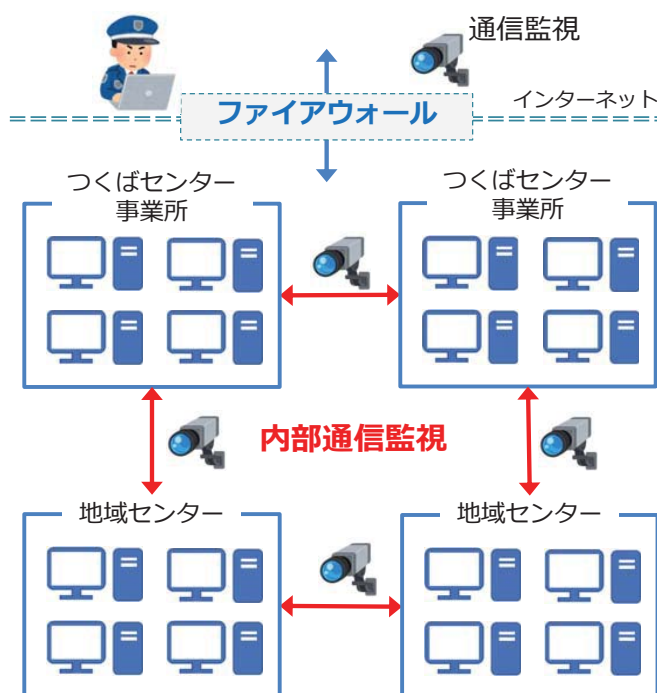 通信監視
ファイアウォール
インターネット
つくばセンター
事業所
つくばセンター
事業所
内部通信監視
地域センター
地域センター